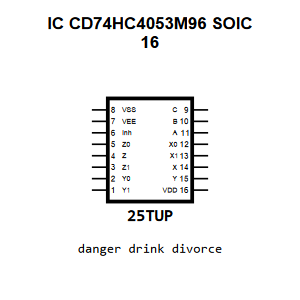 IC CD74HC4053M96 SOIC
16
8 VSS C 9
7 VEE B 10
6 Inh A 11
5 Z0 X0 12
4 Z X1 13
3 Z1 X 14
2 Y0 Y 15
1 Y1 VDD 16
25TUP
danger drink divorce